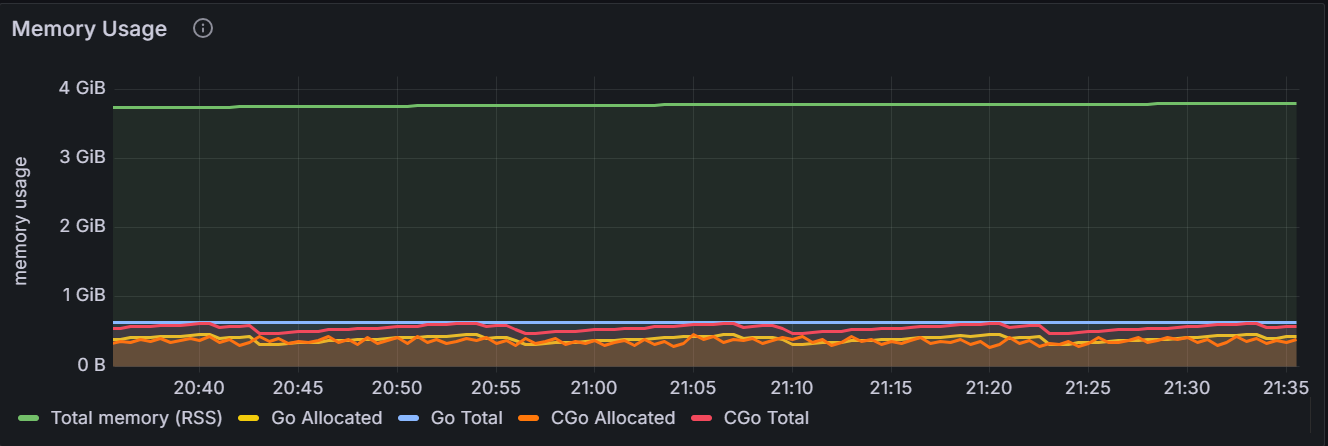 Memory Usage
4 GiB
3 GiB
2 GiB
1 GiB
0 B
memory usage
20:40 20:45 20:50 20:55 21:00 21:05 21:10 21:15 21:20 21:25 21:30 21:35
Total memory (RSS) Go Allocated Go Total CGo Allocated CGo Total